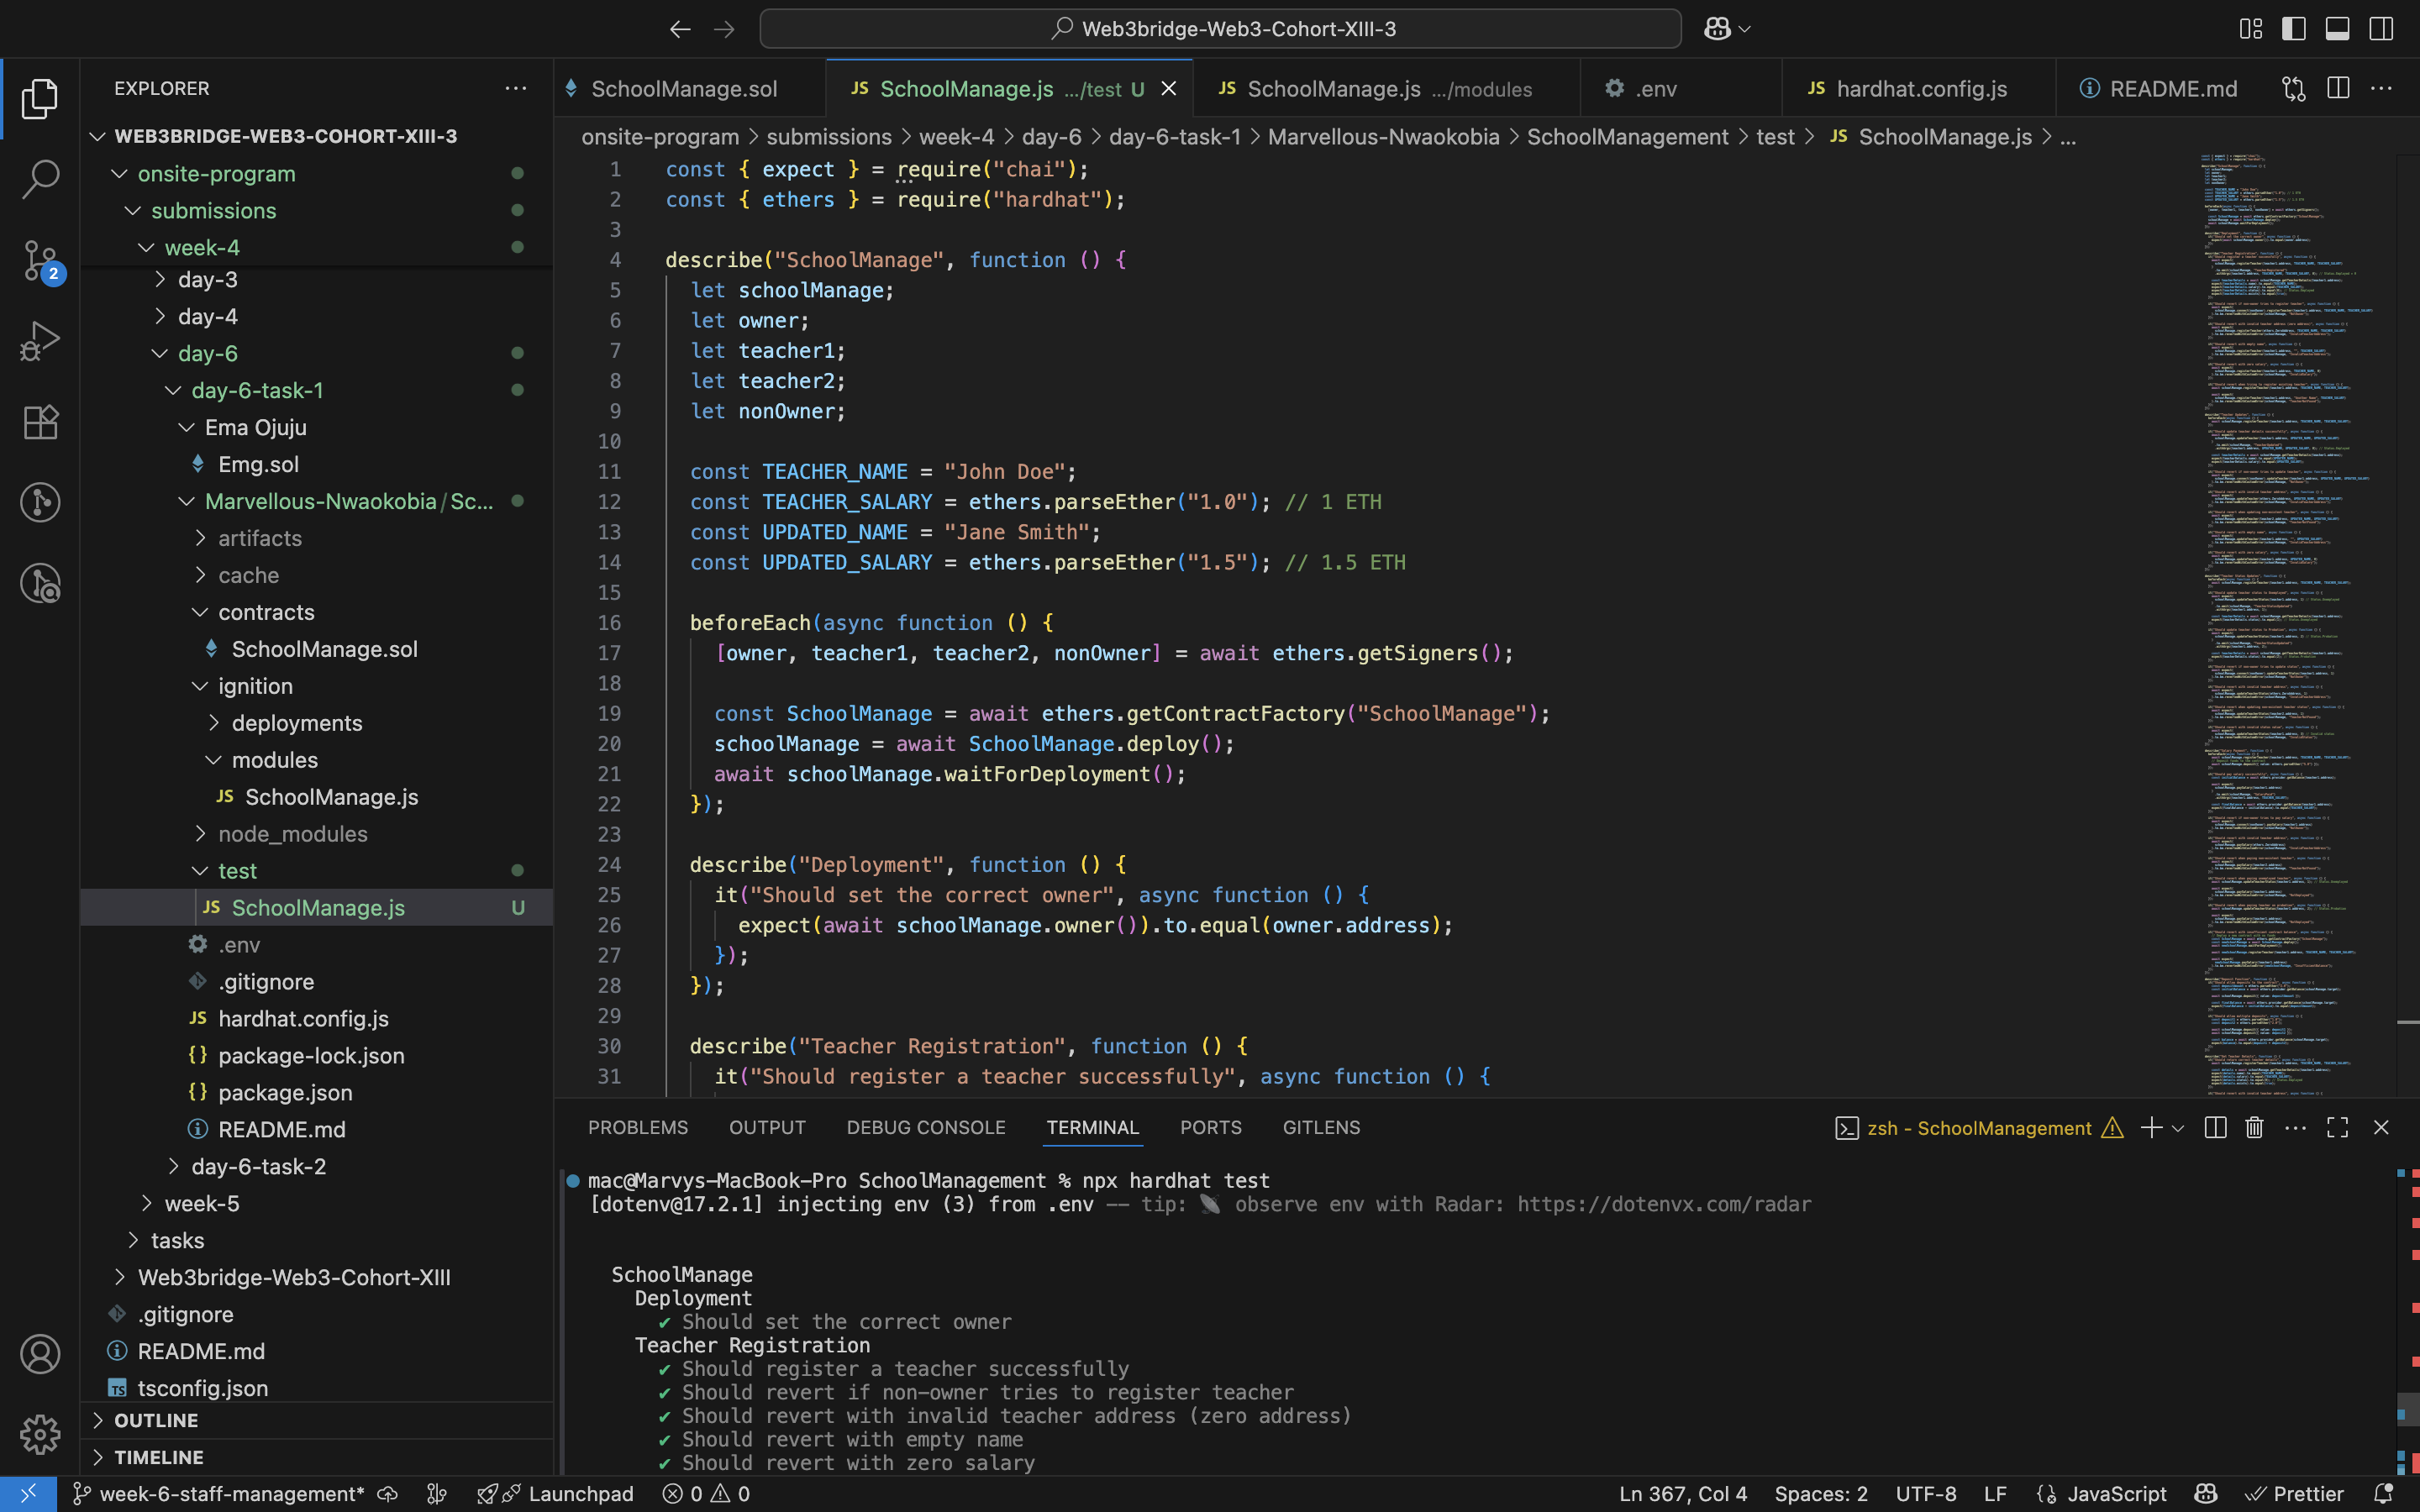 Web3bridge-Web3-Cohort-XIII-3
EXPLORER
WEB3BRIDGE-WEB3-COHORT-XIII-3
onsite-program
submissions
week-4
day-3
day-4
day-6
day-6-task-1
Ema Ojuju
Emg.sol
Marvellous-Nwaokobia/Sc...
artifacts
cache
contracts
SchoolManage.sol
ignition
deployments
modules
JS SchoolManage.js
node_modules
test
JS SchoolManage.js U
.env
.gitignore
JS hardhat.config.js
{} package-lock.json
{} package.json
README.md
day-6-task-2
week-5
tasks
Web3bridge-Web3-Cohort-XIII
.gitignore
README.md
TS tsconfig.json
OUTLINE
TIMELINE
2
SchoolManage.sol
JS SchoolManage.js .../test U
JS SchoolManage.js .../modules
.env
JS hardhat.config.js
README.md
onsite-program > submissions > week-4 > day-6 > day-6-task-1 > Marvellous-Nwaokobia > SchoolManagement > test > JS SchoolManage.js > ...
1 const { expect } = require("chai");
2 const { ethers } = require("hardhat");
3
4 describe("SchoolManage", function () {
5 let schoolManage;
6 let owner;
7 let teacher1;
8 let teacher2;
9 let nonOwner;
10
11 const TEACHER_NAME = "John Doe";
12 const TEACHER_SALARY = ethers.parseEther("1.0"); // 1 ETH
13 const UPDATED_NAME = "Jane Smith";
14 const UPDATED_SALARY = ethers.parseEther("1.5"); // 1.5 ETH
15
16 beforeEach(async function () {
17 [owner, teacher1, teacher2, nonOwner] = await ethers.getSigners();
18
19 const SchoolManage = await ethers.getContractFactory("SchoolManage");
20 schoolManage = await SchoolManage.deploy();
21 await schoolManage.waitForDeployment();
22 });
23
24 describe("Deployment", function () {
25 it("Should set the correct owner", async function () {
26 expect(await schoolManage.owner()).to.equal(owner.address);
27 });
28 });
29
30 describe("Teacher Registration", function () {
31 it("Should register a teacher successfully", async function () {
PROBLEMS OUTPUT DEBUG CONSOLE TERMINAL PORTS GITLENS
zsh - SchoolManagement
mac@Marvys-MacBook-Pro SchoolManagement % npx hardhat test
[dotenv@17.2.1] injecting env (3) from .env -- tip: 📡 observe env with Radar: https://dotenvx.com/radar
SchoolManage
Deployment
✔ Should set the correct owner
Teacher Registration
✔ Should register a teacher successfully
✔ Should revert if non-owner tries to register teacher
✔ Should revert with invalid teacher address (zero address)
✔ Should revert with empty name
✔ Should revert with zero salary
week-6-staff-management* Launchpad 0 0 Ln 367, Col 4 Spaces: 2 UTF-8 LF JavaScript Prettier